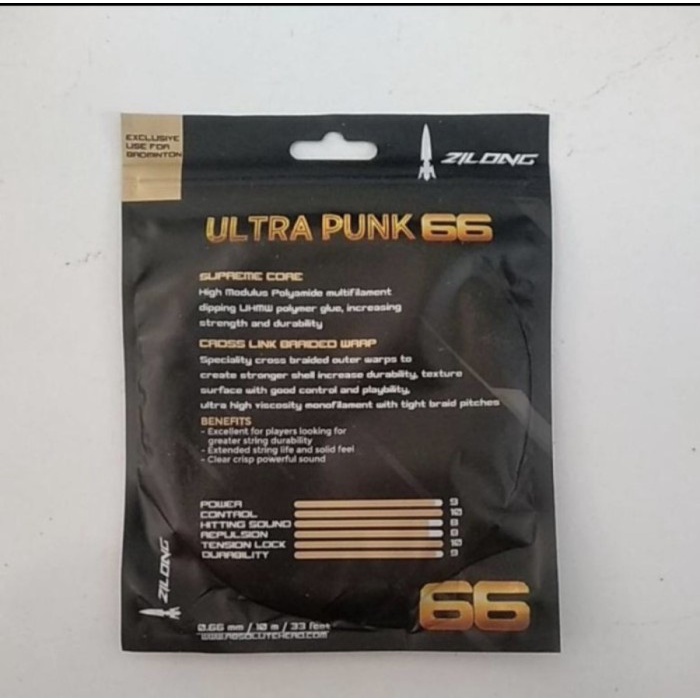 EXCLUSIVE
USE FOR
BADMINTON
ZILONG
ULTRA PUNK 66
SUPREME CORE
High Modulus Polyamide multifilament
dipping UHMW polymer glue, increasing
strength and durability
CROSS LINK BRAIDED WRAP
Speciality cross braided outer warps to
create stronger shell increase durability, texture
surface with good control and playbility,
ultra high viscosity monofilament with tight braid pitches
BENEFITS
- Excellent for players looking for
greater string durability
- Extended string life and solid feel
- Clear crisp powerful sound
POWER 9
CONTROL 10
HITTING SOUND 8
REPULSION 8
TENSION LOCK 10
DURABILITY 9
ZILONG
66
0.66 mm / 10 m / 33 feet
WWW.ABSOLUTEHEAD.COM